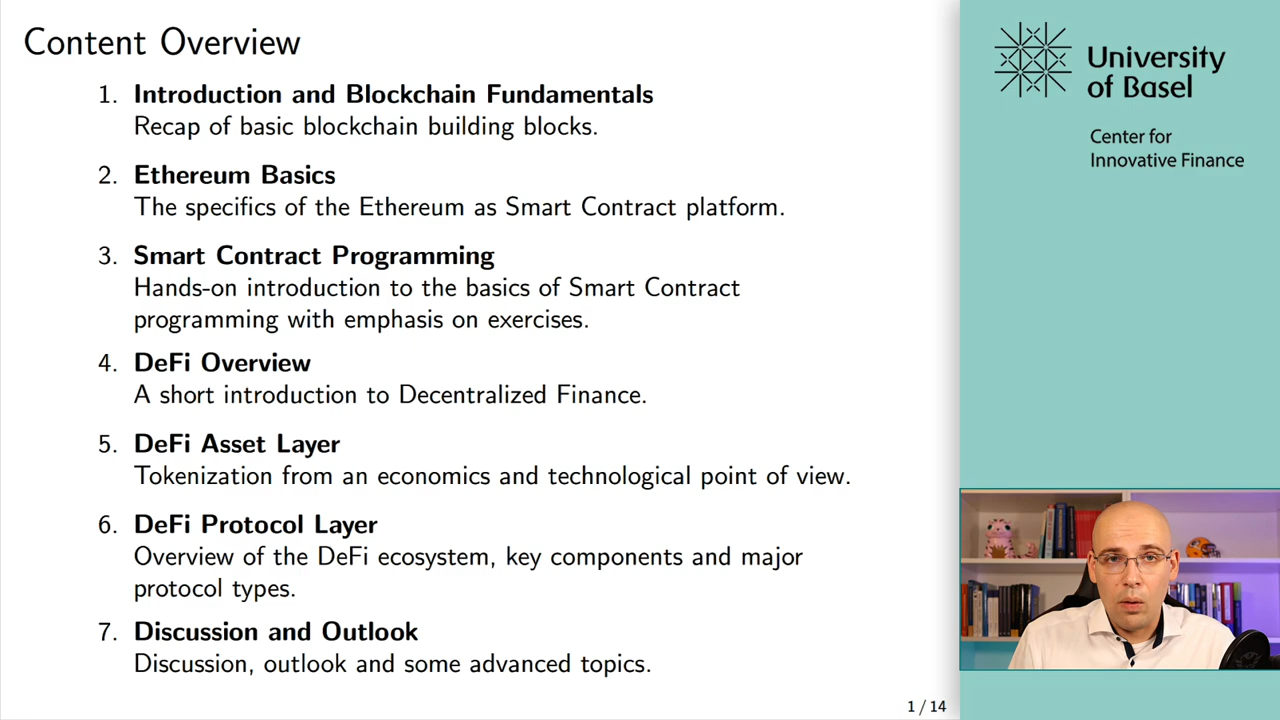 Content Overview
1. Introduction and Blockchain Fundamentals
Recap of basic blockchain building blocks.
2. Ethereum Basics
The specifics of the Ethereum as Smart Contract platform.
3. Smart Contract Programming
Hands-on introduction to the basics of Smart Contract
programming with emphasis on exercises.
4. DeFi Overview
A short introduction to Decentralized Finance.
5. DeFi Asset Layer
Tokenization from an economics and technological point of view.
6. DeFi Protocol Layer
Overview of the DeFi ecosystem, key components and major
protocol types.
7. Discussion and Outlook
Discussion, outlook and some advanced topics.
1 / 14
University
of Basel
Center for
Innovative Finance